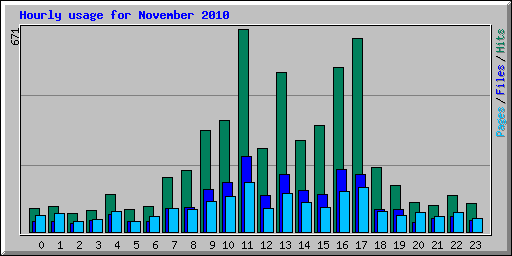 Hourly usage for November 2010
671
Pages/Files/Hits
0 1 2 3 4 5 6 7 8 9 10 11 12 13 14 15 16 17 18 19 20 21 22 23